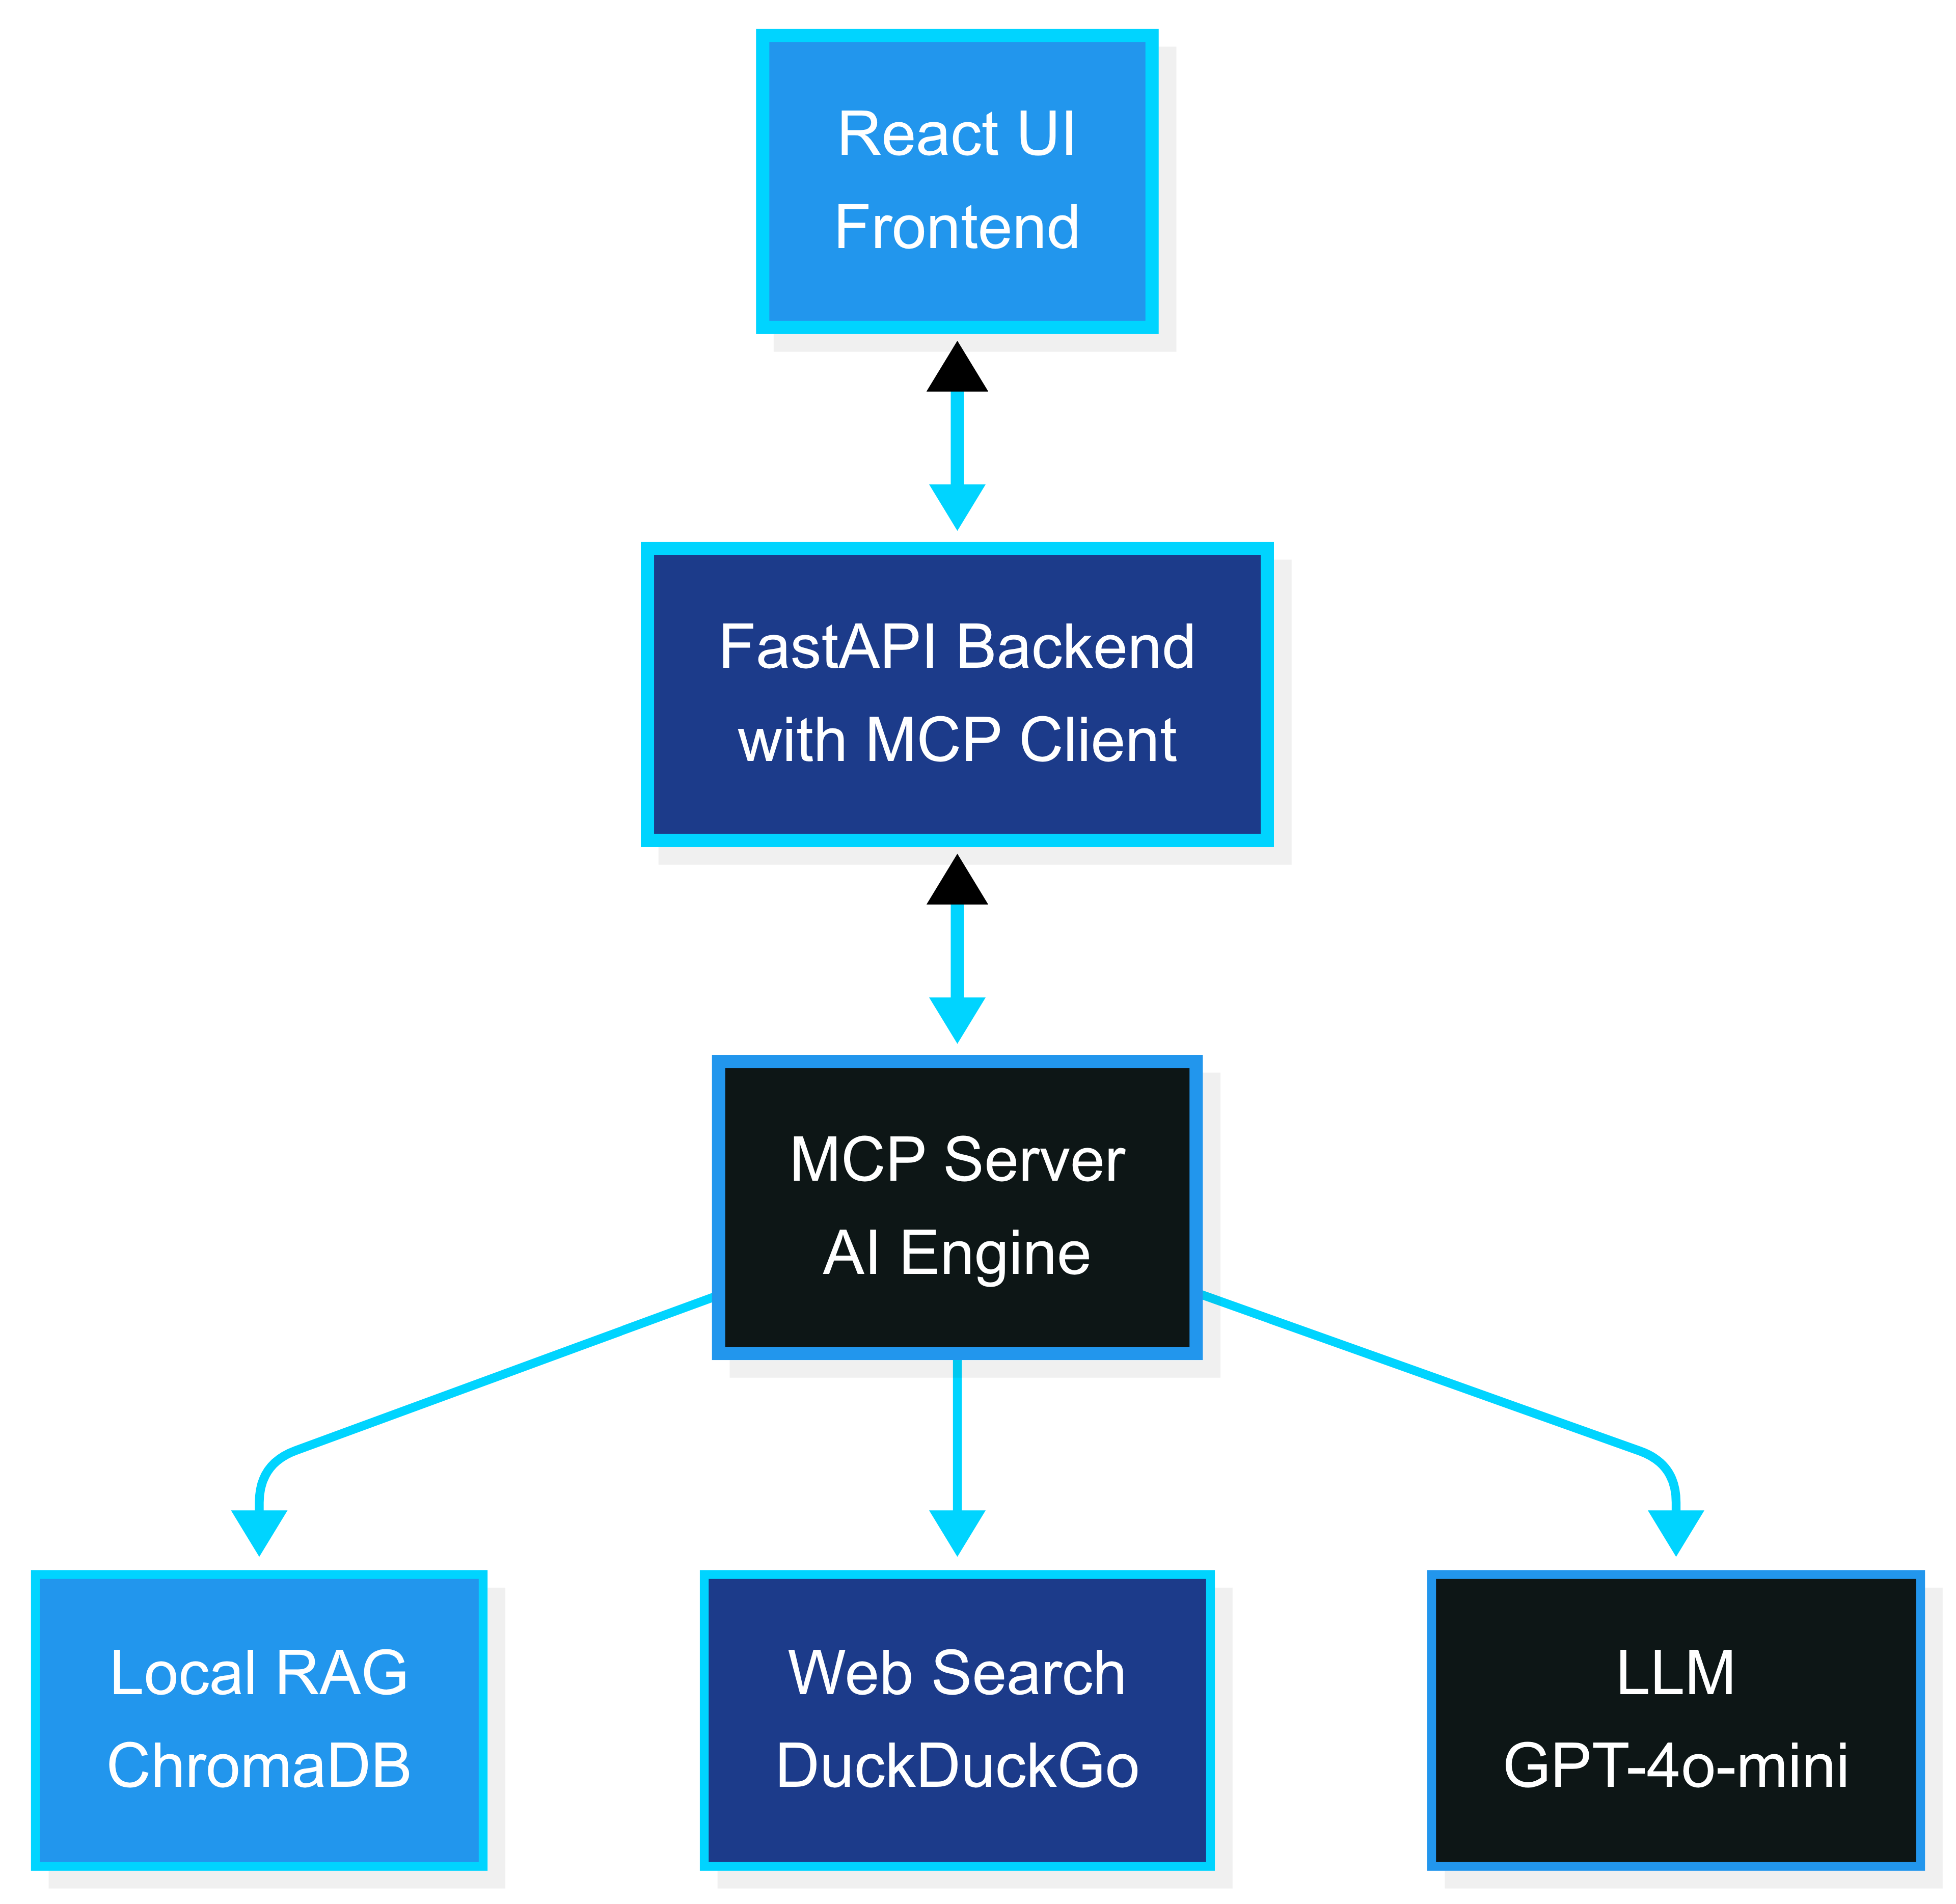 React UI
Frontend
FastAPI Backend
with MCP Client
MCP Server
AI Engine
Local RAG
ChromaDB
Web Search
DuckDuckGo
LLM
GPT-4o-mini